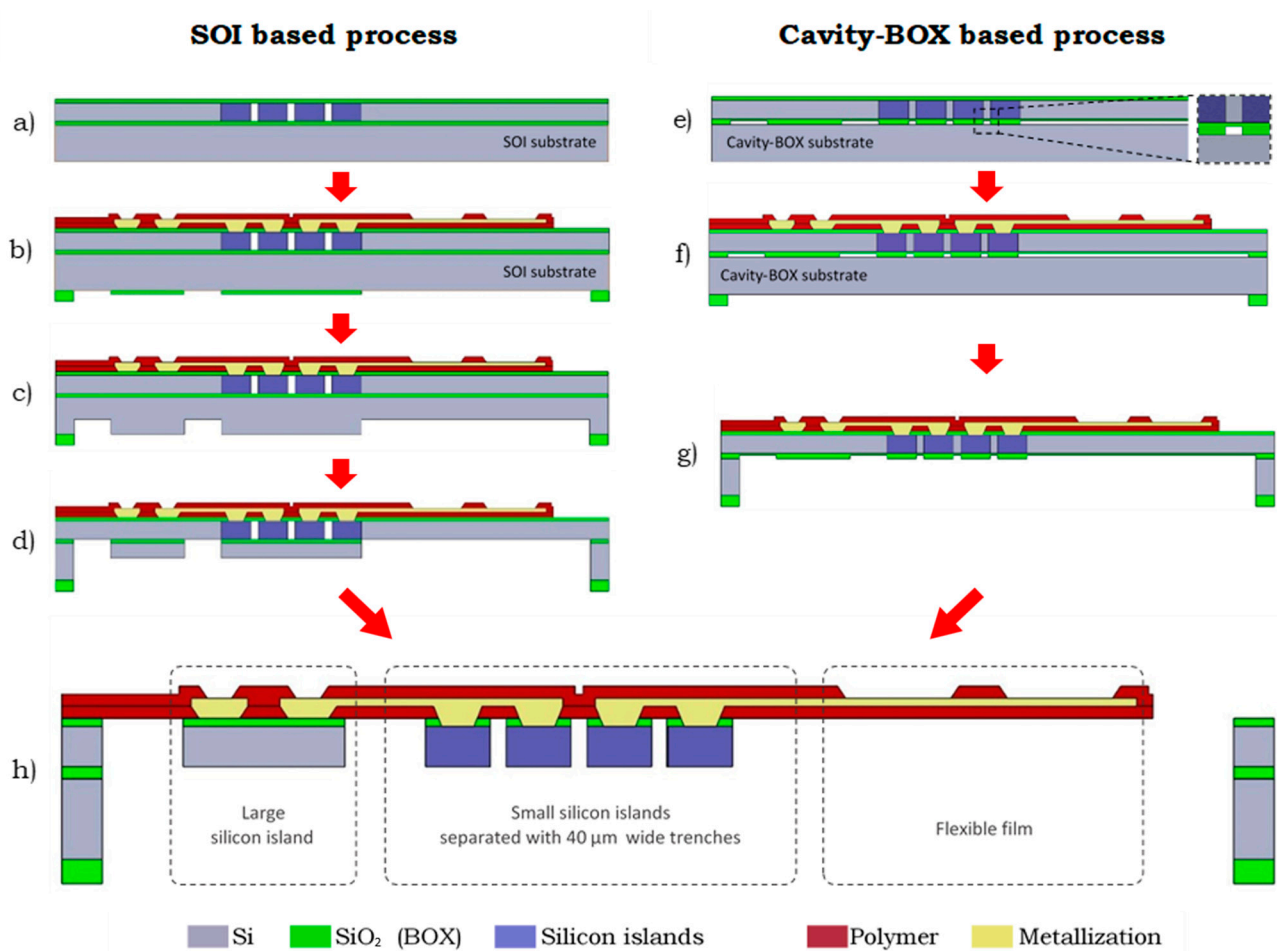 SOI based process
Cavity-BOX based process
a)
SOI substrate
e)
Cavity-BOX substrate
b)
SOI substrate
f)
Cavity-BOX substrate
c)
g)
d)
h)
Large
silicon island
Small silicon islands
separated with 40 µm wide trenches
Flexible film
Si
SiO₂ (BOX)
Silicon islands
Polymer
Metallization